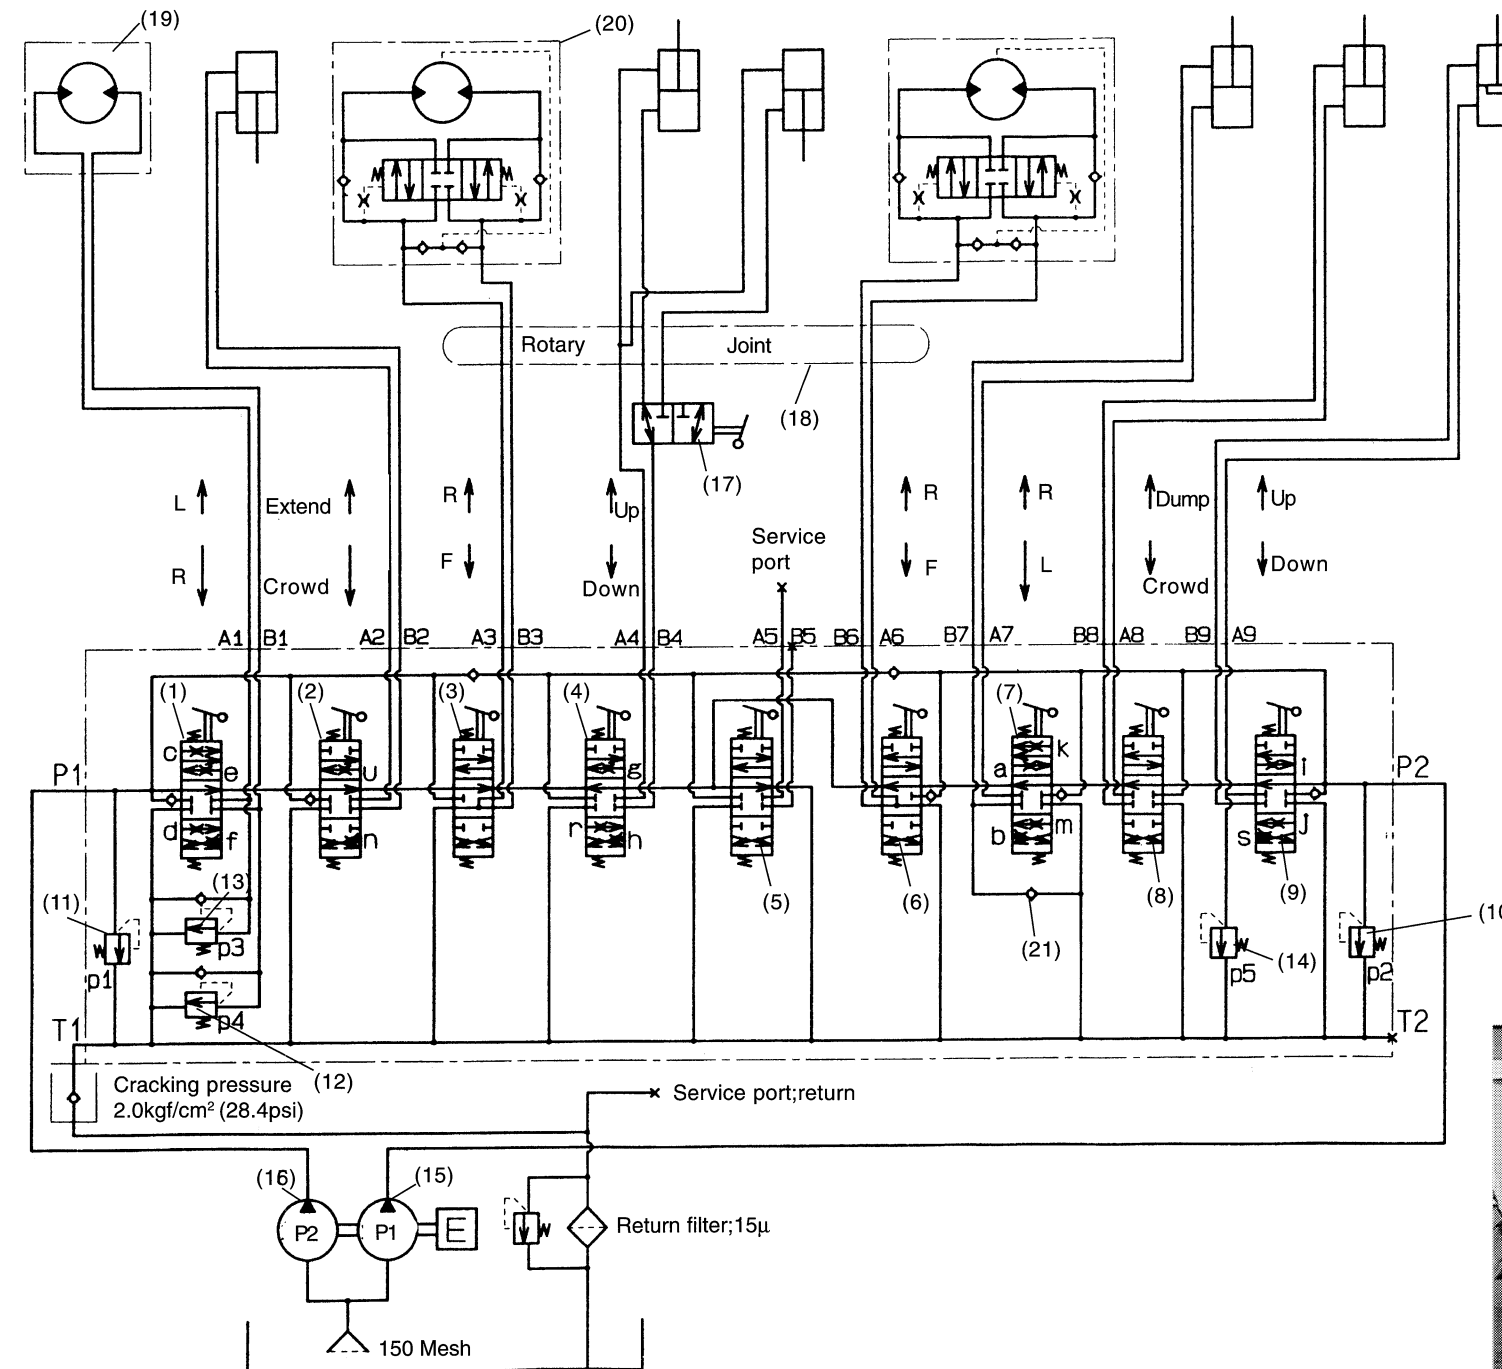 (19)
(20)
Rotary Joint
(18)
(17)
L
Extend
R
Up
R
R
Dump
Up
R
Crowd
F
Down
Service
port
F
L
Crowd
Down
A1 B1 A2 B2 A3 B3 A4 B4 A5 B5 B6 A6 B7 A7 B8 A8 B9 A9
(1) (2) (3) (4) (7)
c e u g a k i
P1 P2
d f n r h b m s j
(5) (6) (8) (9)
(11) (13) (21) (14)
p1 p3 p5 p2
p4
T1 T2
(12)
Cracking pressure
2.0kgf/cm² (28.4psi)
Service port;return
(16) (15)
P2 P1 E
Return filter;15μ
150 Mesh